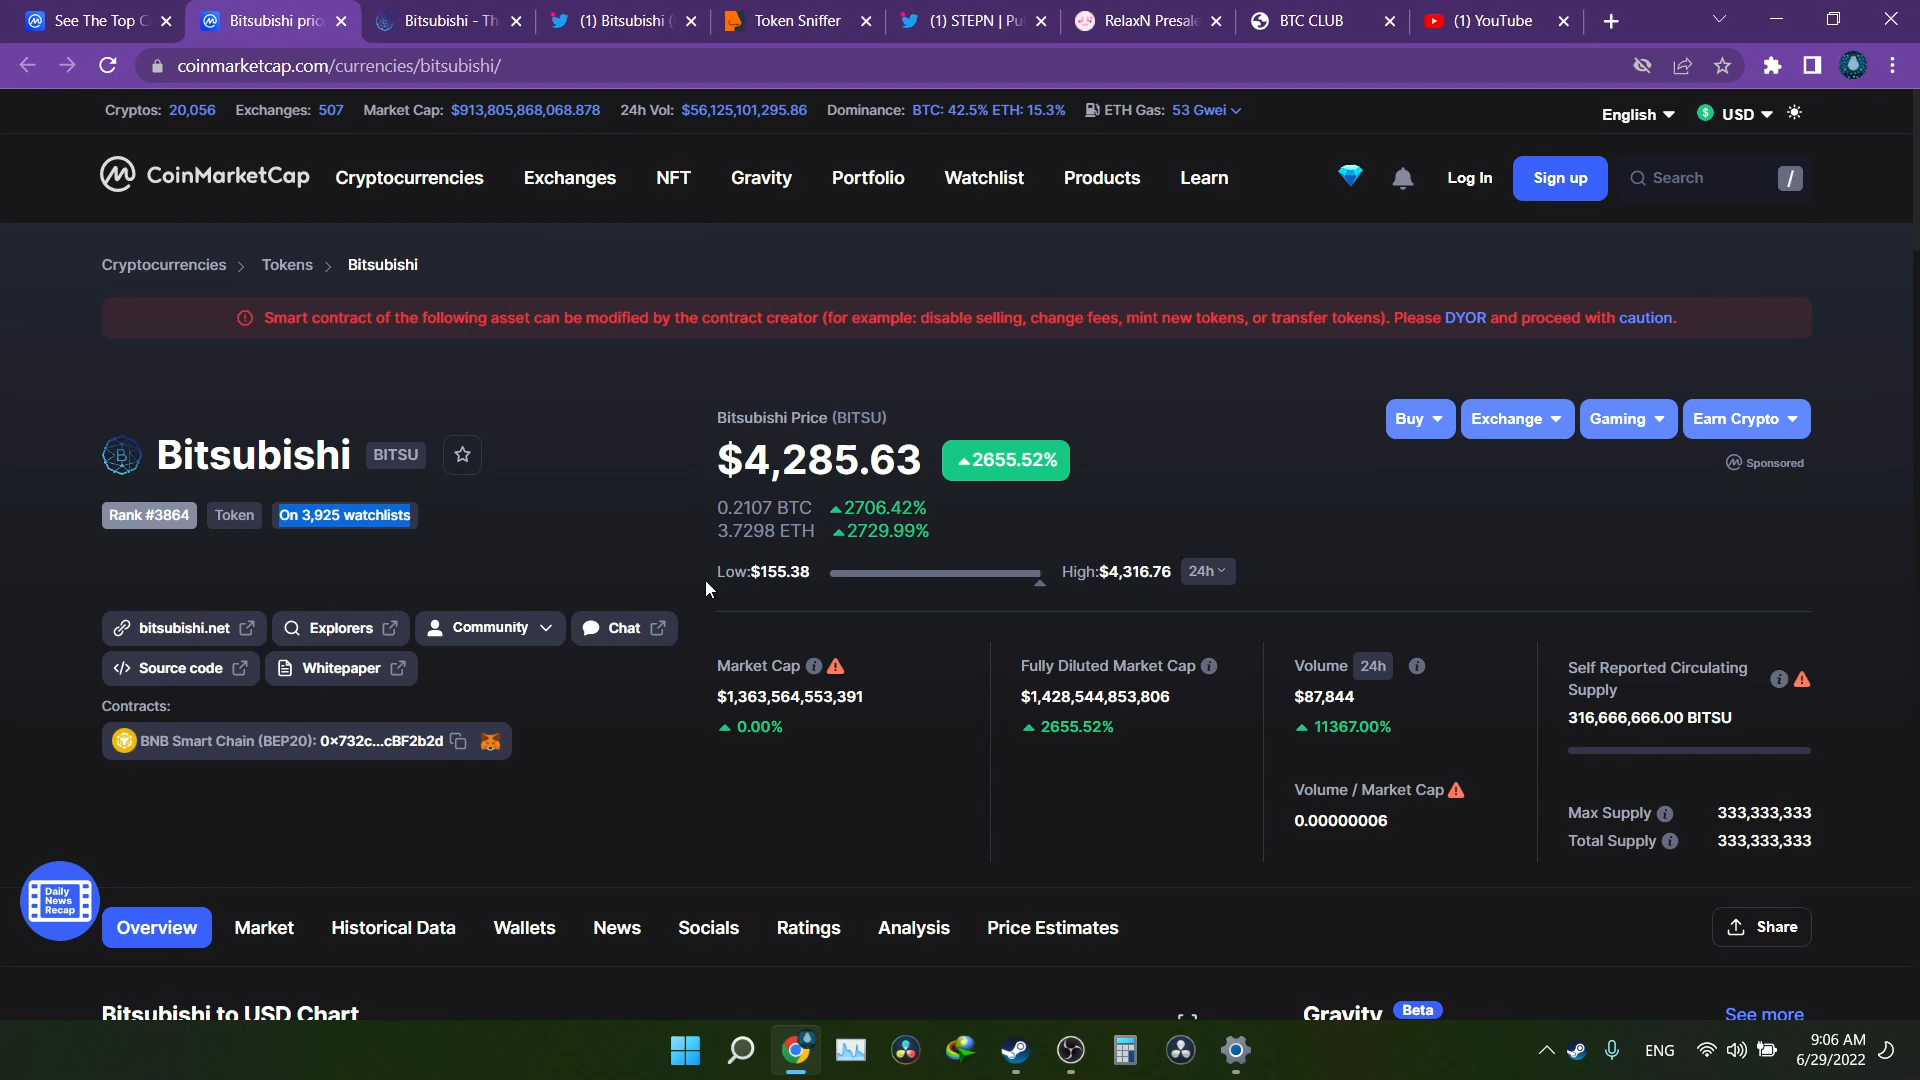 See The Top C
Bitsubishi pric
Bitsubishi - Th
(1) Bitsubishi (
Token Sniffer
(1) STEPN | Pu
RelaxN Presale
BTC CLUB
(1) YouTube
coinmarketcap.com/currencies/bitsubishi/
Cryptos: 20,056 Exchanges: 507 Market Cap: $913,805,868,068.878 24h Vol: $56,125,101,295.86 Dominance: BTC: 42.5% ETH: 15.3% ETH Gas: 53 Gwei
English USD
CoinMarketCap Cryptocurrencies Exchanges NFT Gravity Portfolio Watchlist Products Learn Log In Sign up Search /
Cryptocurrencies Tokens Bitsubishi
Smart contract of the following asset can be modified by the contract creator (for example: disable selling, change fees, mint new tokens, or transfer tokens). Please DYOR and proceed with caution.
Bitsubishi BITSU
Rank #3864 Token On 3,925 watchlists
bitsubishi.net Explorers Community Chat
Source code Whitepaper
Contracts:
BNB Smart Chain (BEP20): 0x732c...cBF2b2d
Bitsubishi Price (BITSU)
$4,285.63 2655.52%
0.2107 BTC 2706.42%
3.7298 ETH 2729.99%
Low:$155.38 High:$4,316.76 24h
Buy Exchange Gaming Earn Crypto
Sponsored
Market Cap
$1,363,564,553,391
0.00%
Fully Diluted Market Cap
$1,428,544,853,806
2655.52%
Volume 24h
$87,844
11367.00%
Volume / Market Cap
0.00000006
Self Reported Circulating
Supply
316,666,666.00 BITSU
Max Supply 333,333,333
Total Supply 333,333,333
Daily
News
Recap
Overview Market Historical Data Wallets News Socials Ratings Analysis Price Estimates Share
Bitsubishi to USD Chart
Gravity Beta See more
ENG
9:06 AM
6/29/2022